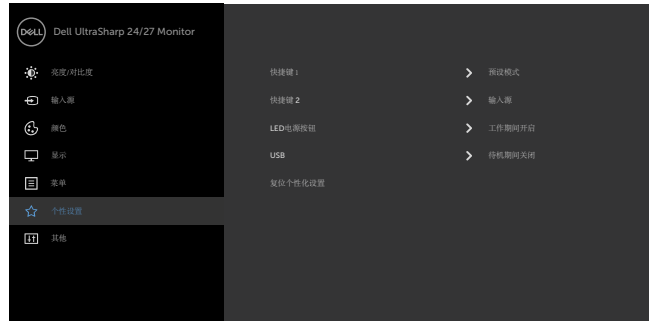 DELL Dell UltraSharp 24/27 Monitor
亮度/对比度 快捷键 1 预设模式
输入源 快捷键 2 输入源
颜色 LED电源按钮 工作期间开启
显示 USB 待机期间关闭
菜单 复位个性化设置
个性设置
其他